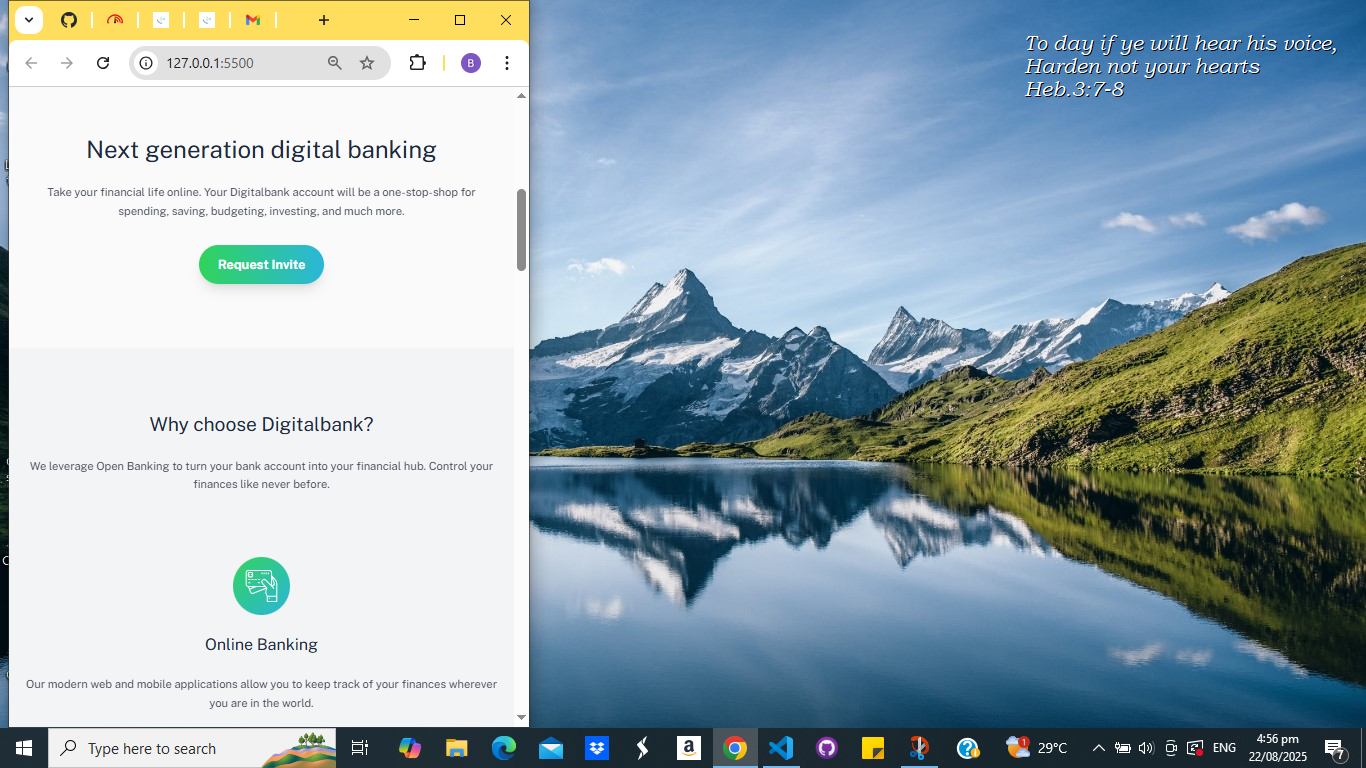 127.0.0.1:5500
B
Next generation digital banking
Take your financial life online. Your Digitalbank account will be a one-stop-shop for
spending, saving, budgeting, investing, and much more.
Request Invite
Why choose Digitalbank?
We leverage Open Banking to turn your bank account into your financial hub. Control your
finances like never before.
Online Banking
Our modern web and mobile applications allow you to keep track of your finances wherever
you are in the world.
To day if ye will hear his voice,
Harden not your hearts
Heb.3:7-8
Type here to search
1
29°C
ENG
4:56 pm
22/08/2025
7